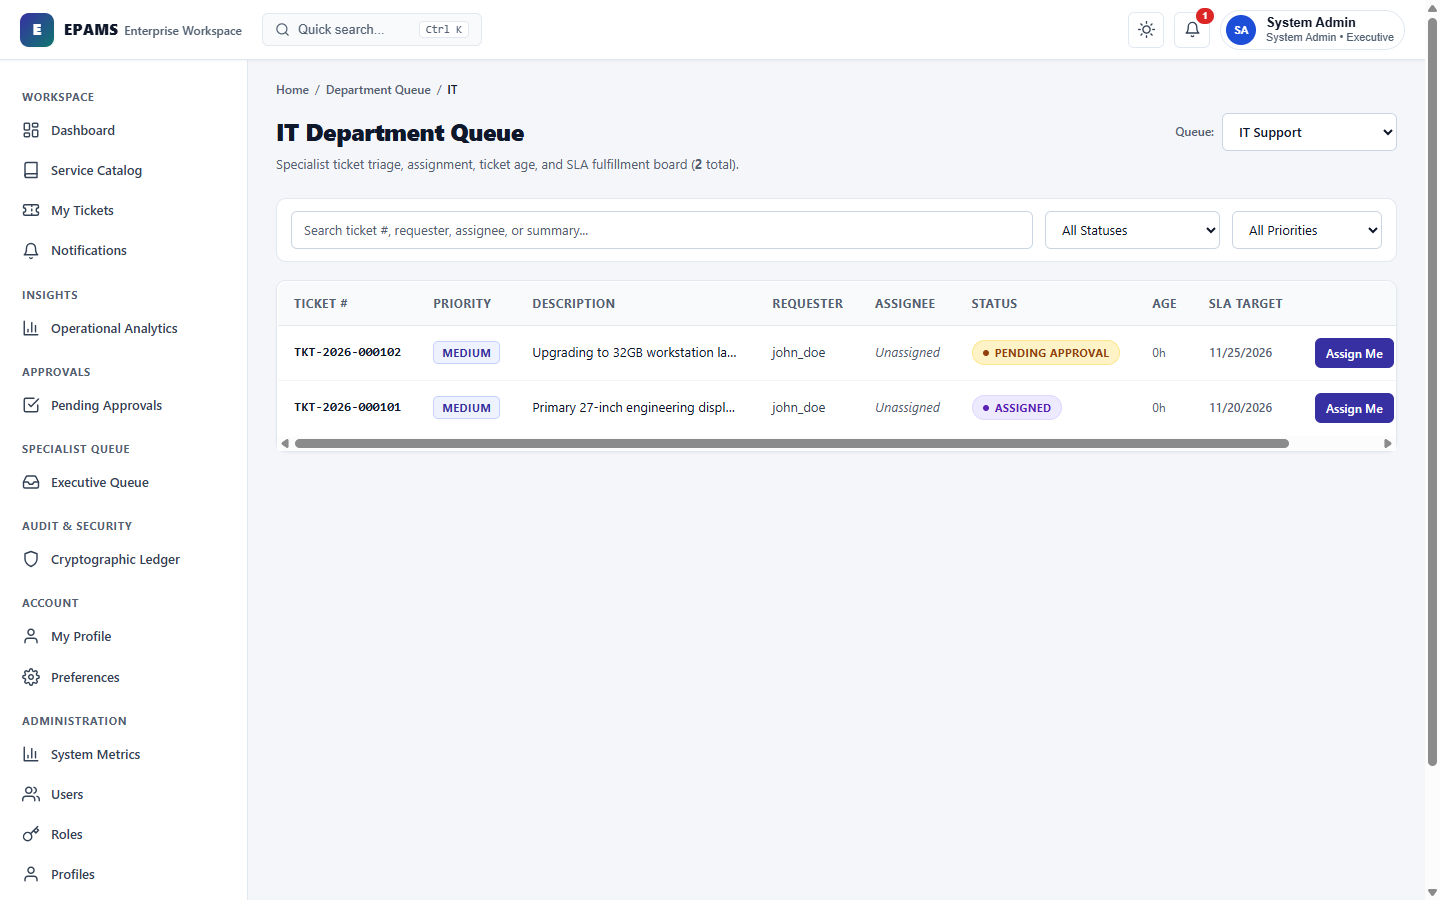 E EPAMS Enterprise Workspace Quick search... Ctrl K 1 SA System Admin
System Admin • Executive
WORKSPACE
Dashboard
Service Catalog
My Tickets
Notifications
INSIGHTS
Operational Analytics
APPROVALS
Pending Approvals
SPECIALIST QUEUE
Executive Queue
AUDIT & SECURITY
Cryptographic Ledger
ACCOUNT
My Profile
Preferences
ADMINISTRATION
System Metrics
Users
Roles
Profiles
Home / Department Queue / IT
IT Department Queue
Specialist ticket triage, assignment, ticket age, and SLA fulfillment board (2 total).
Queue: IT Support
Search ticket #, requester, assignee, or summary... All Statuses All Priorities
TICKET # PRIORITY DESCRIPTION REQUESTER ASSIGNEE STATUS AGE SLA TARGET
TKT-2026-000102 MEDIUM Upgrading to 32GB workstation la... john_doe Unassigned PENDING APPROVAL 0h 11/25/2026 Assign Me
TKT-2026-000101 MEDIUM Primary 27-inch engineering displ... john_doe Unassigned ASSIGNED 0h 11/20/2026 Assign Me